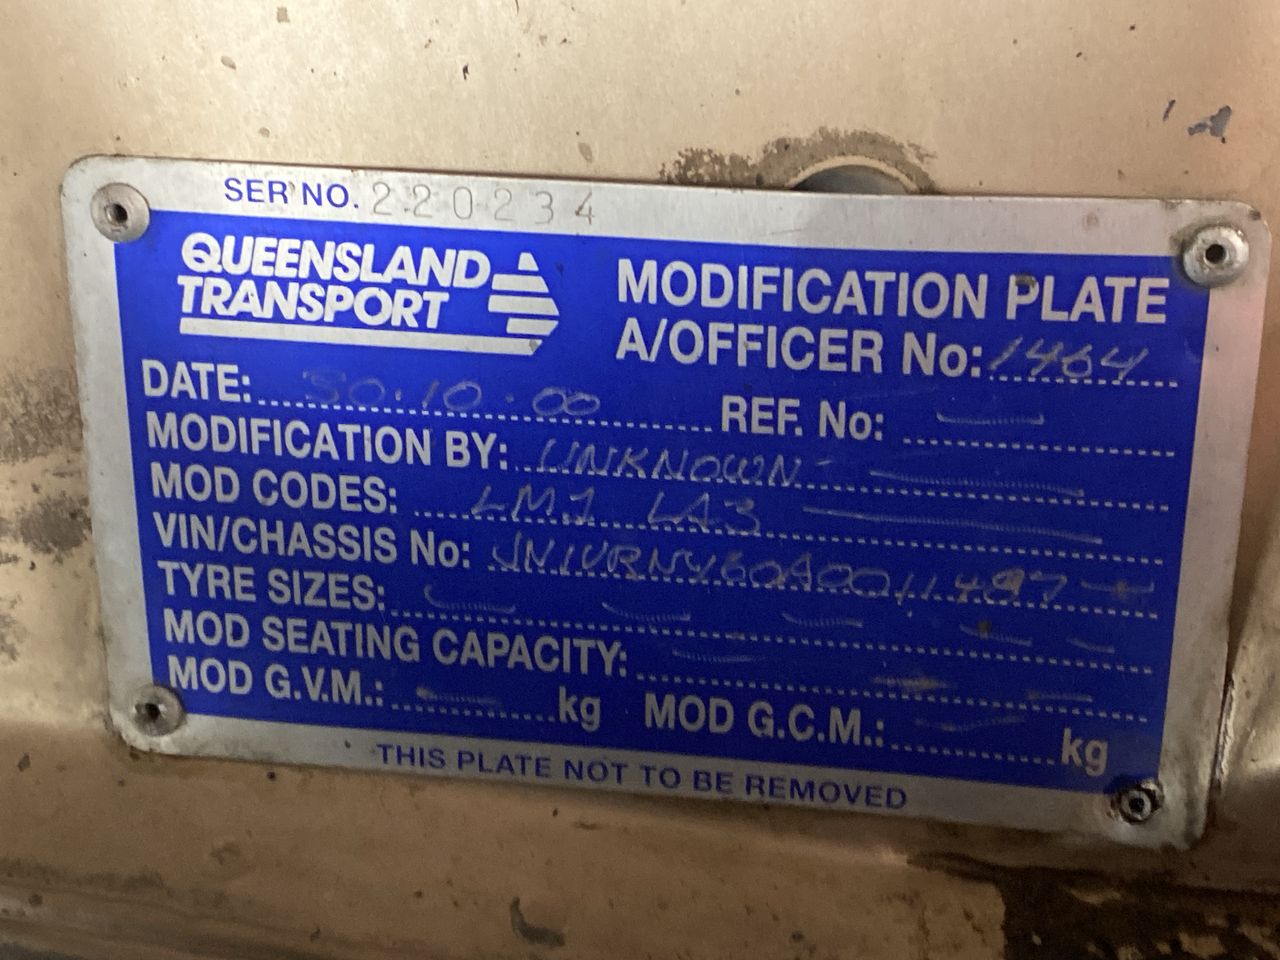 SER NO. 220234
QUEENSLAND
TRANSPORT
MODIFICATION PLATE
A/OFFICER No: 1464
DATE: 30.10.00
REF. No: —
MODIFICATION BY: UNKNOWN -
MOD CODES: LM1 LA3
VIN/CHASSIS No: JN1URNY60A0011487
TYRE SIZES:
MOD SEATING CAPACITY:
MOD G.V.M.: kg MOD G.C.M.: kg
THIS PLATE NOT TO BE REMOVED